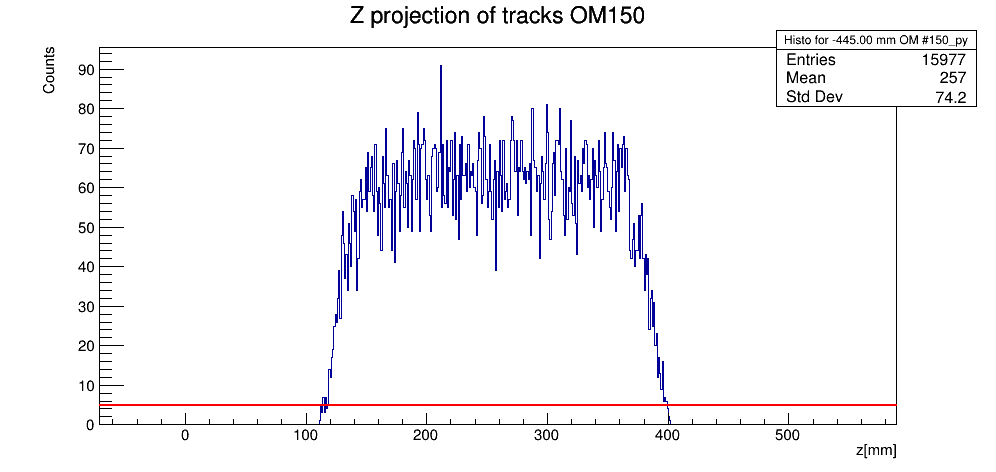 Z projection of tracks OM150
Histo for -445.00 mm OM #150_py
Entries 15977
Mean 257
Std Dev 74.2
Counts
90
80
70
60
50
40
30
20
10
0
0 100 200 300 400 500
z[mm]